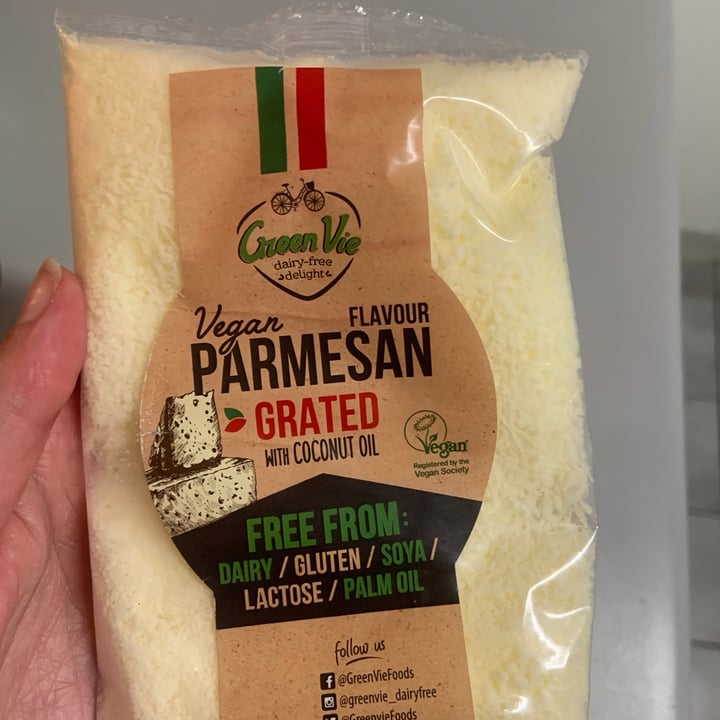 Green Vie
dairy-free
delight
Vegan FLAVOUR
PARMESAN
GRATED
WITH COCONUT OIL
Vegan
Registered by the
Vegan Society
FREE FROM:
DAIRY / GLUTEN / SOYA /
LACTOSE / PALM OIL
follow us
@GreenVieFoods
@greenvie_dairyfree
@GreenvieFoods